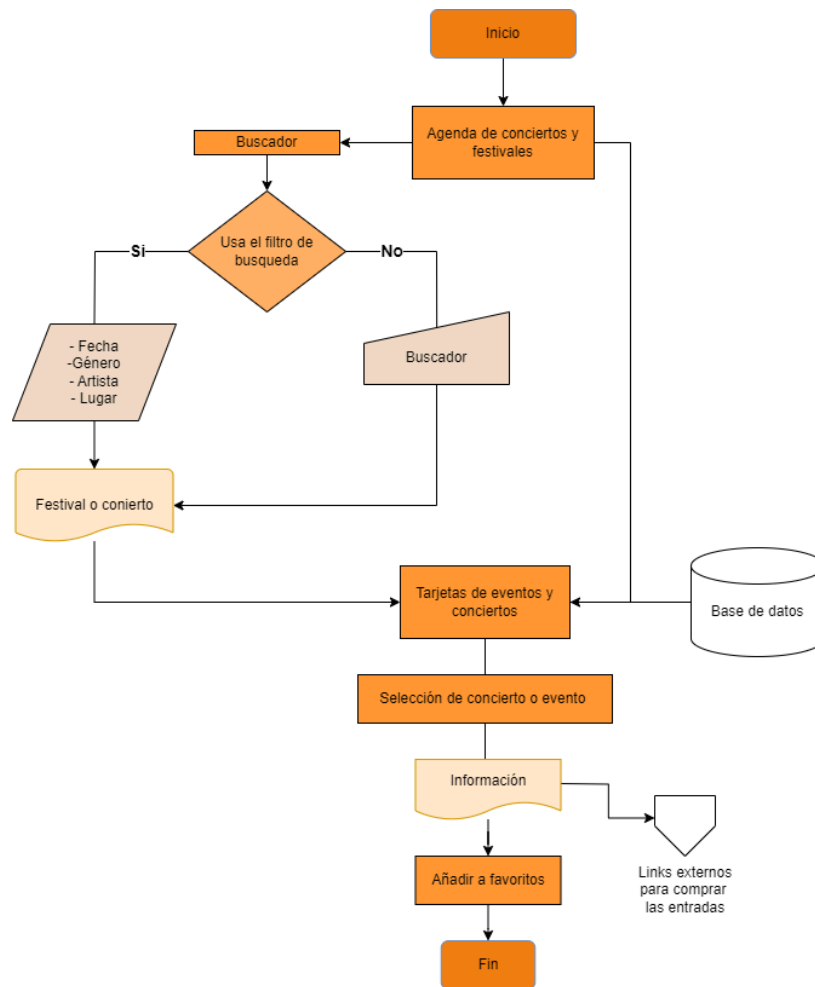 Inicio
Agenda de conciertos y
festivales
Buscador
Usa el filtro de
busqueda
Si
No
- Fecha
-Género
- Artista
- Lugar
Buscador
Festival o conierto
Tarjetas de eventos y
conciertos
Base de datos
Selección de concierto o evento
Información
Links externos
para comprar
las entradas
Añadir a favoritos
Fin